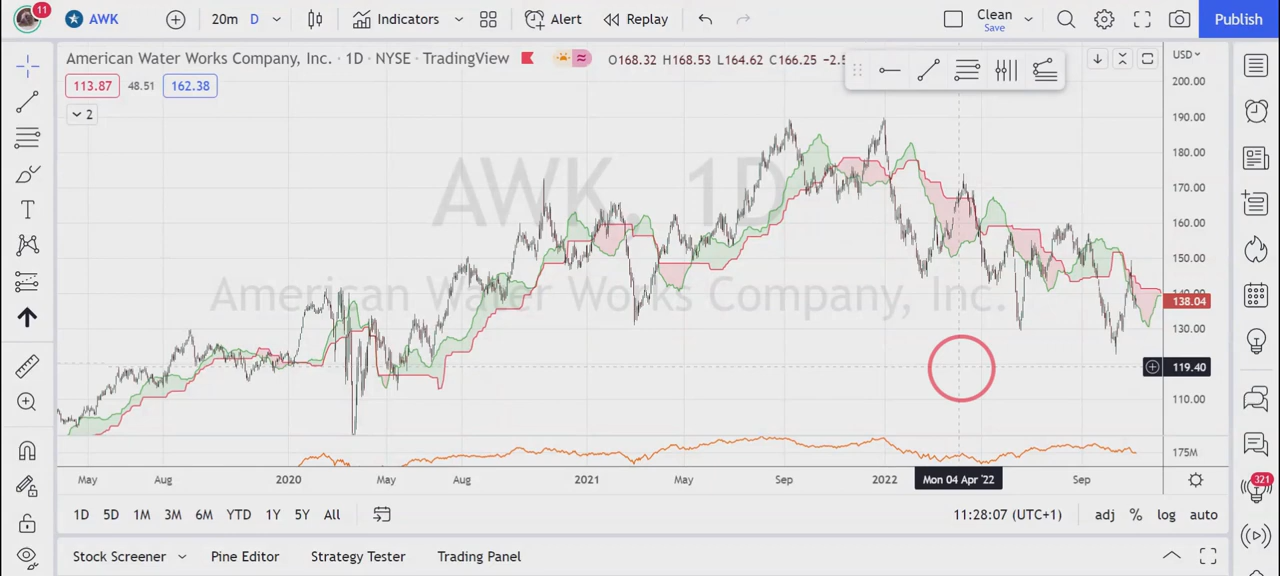 11
AWK
20m D
Indicators
Alert
Replay
Clean
Save
Publish
American Water Works Company, Inc. · 1D · NYSE · TradingView
O168.32 H168.53 L164.62 C166.25 -2.5
USD
113.87 48.51 162.38
2
200.00
190.00
180.00
170.00
160.00
150.00
140.00
138.04
130.00
119.40
110.00
175M
AWK, 1D
American Water Works Company, Inc.
May Aug 2020 May Aug 2021 May Sep 2022 Mon 04 Apr '22 Sep
1D 5D 1M 3M 6M YTD 1Y 5Y All
11:28:07 (UTC+1) adj % log auto
321
Stock Screener Pine Editor Strategy Tester Trading Panel